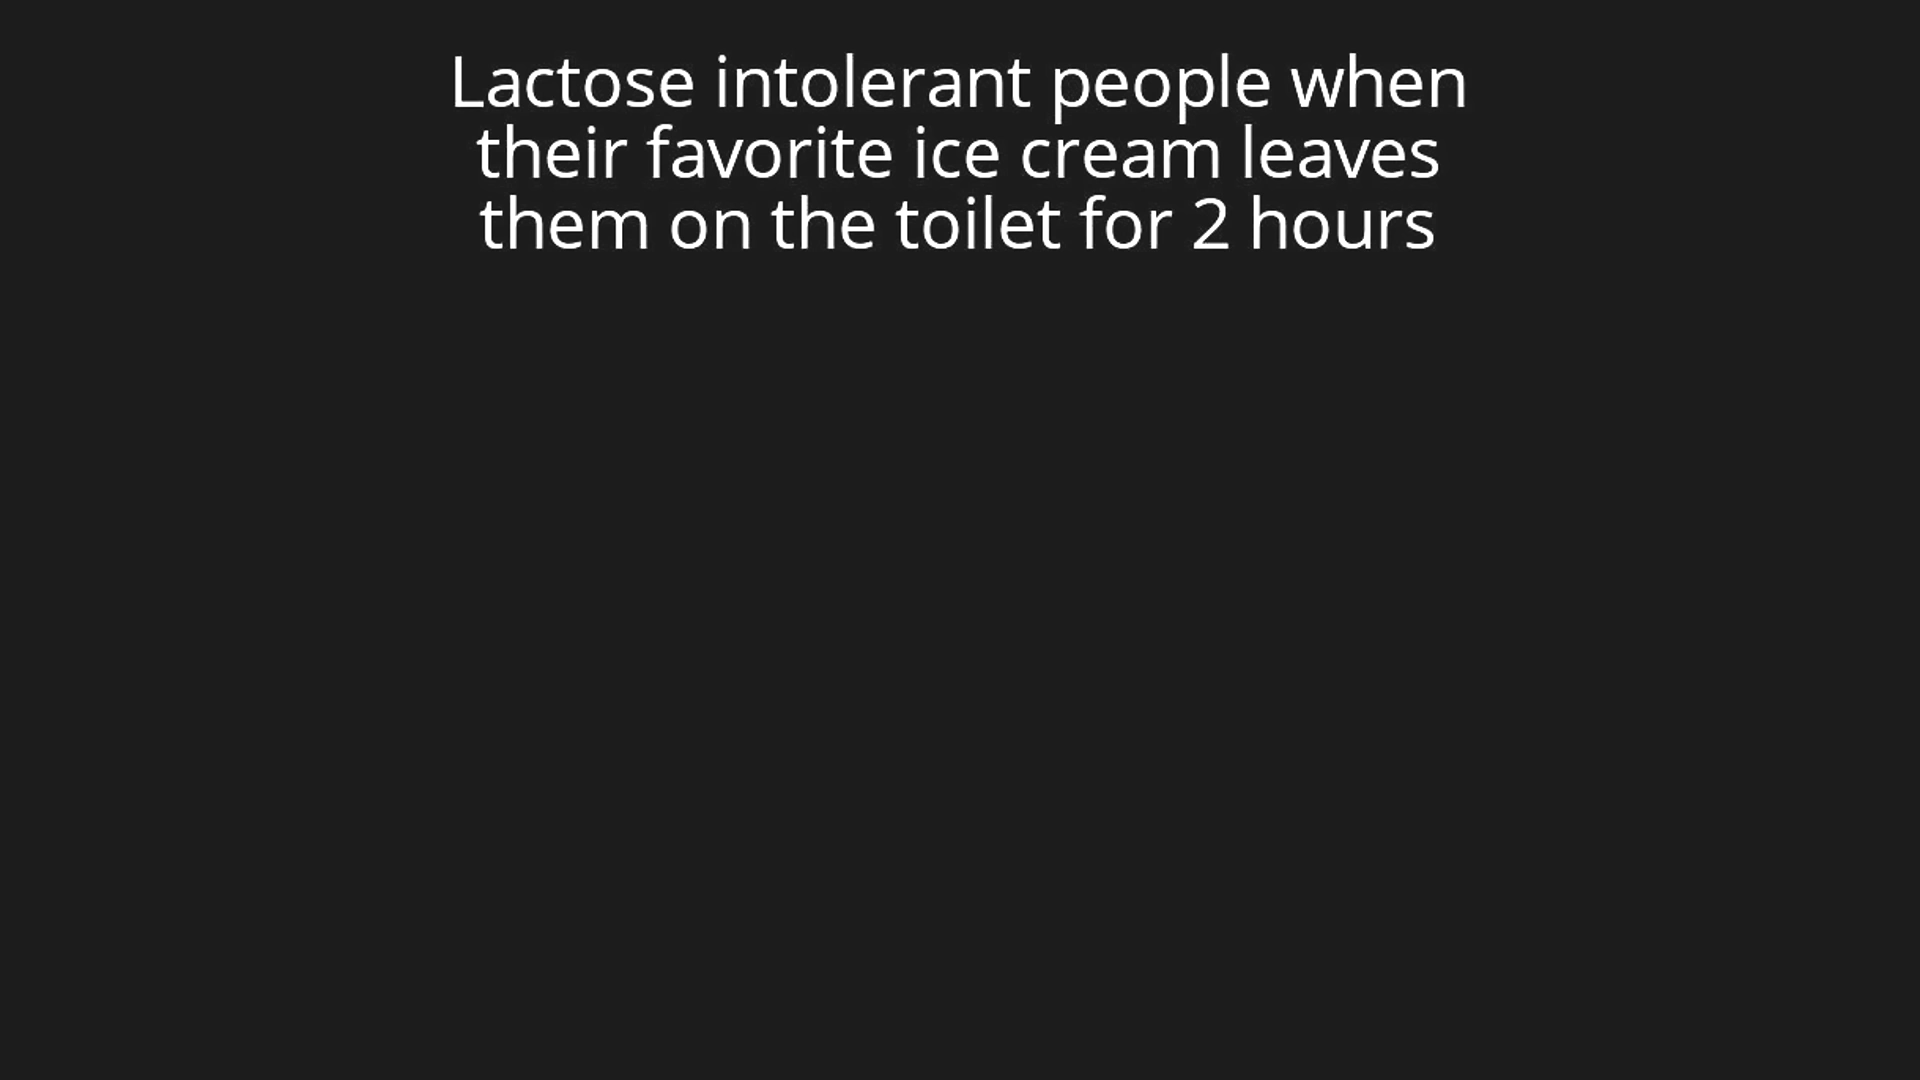 Lactose intolerant people when
their favorite ice cream leaves
them on the toilet for 2 hours